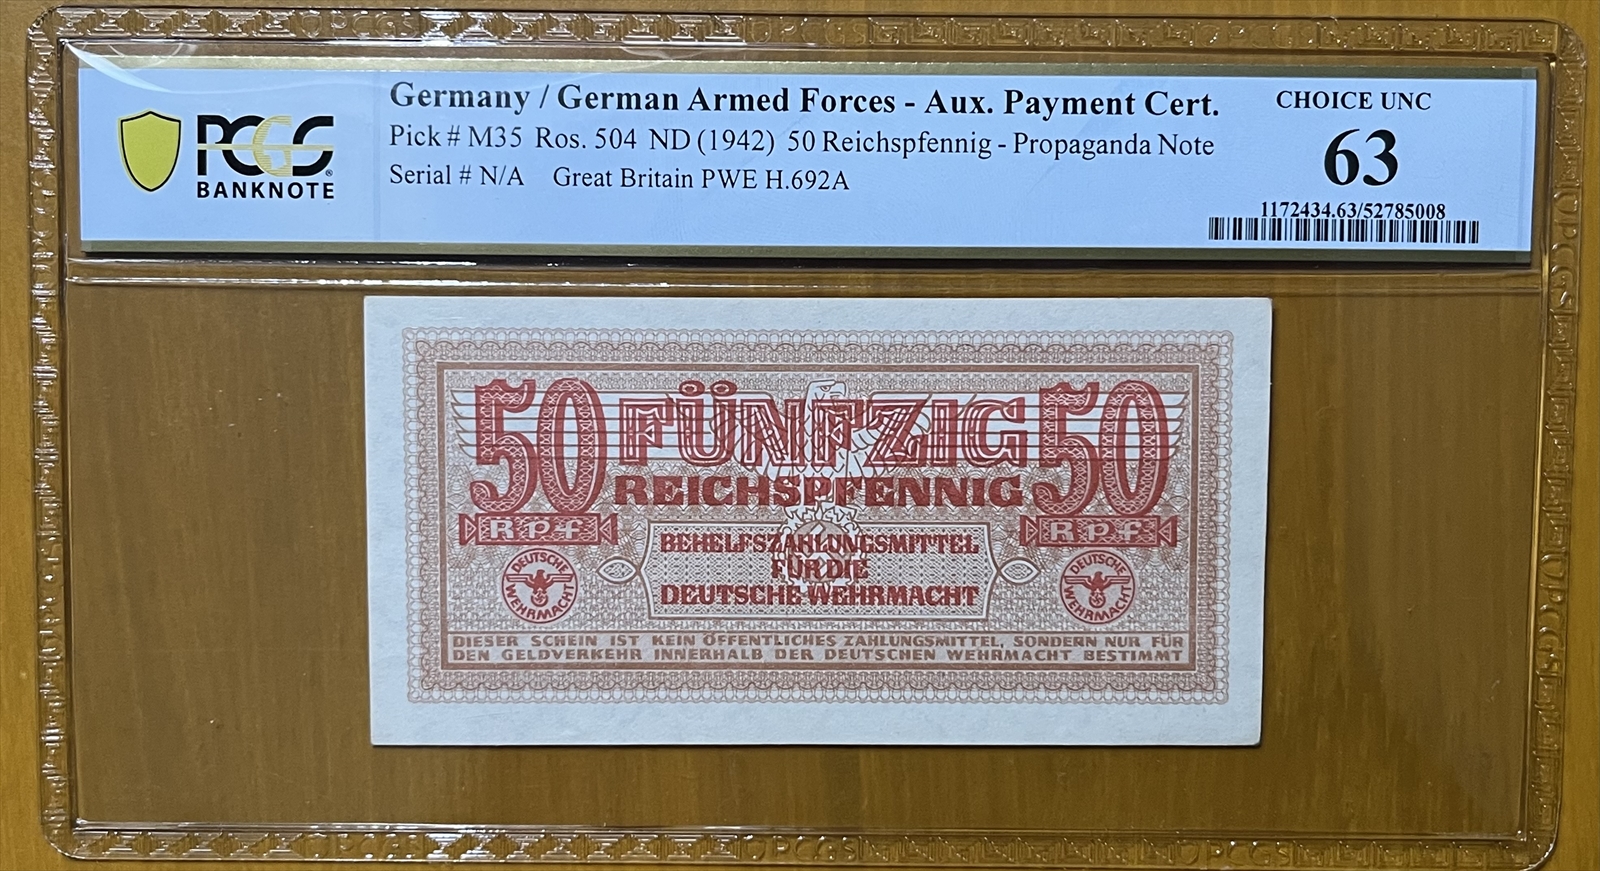 Germany / German Armed Forces - Aux. Payment Cert.
Pick # M35 Ros. 504 ND (1942) 50 Reichspfennig - Propaganda Note
Serial # N/A Great Britain PWE H.692A
CHOICE UNC
63
1172434.63/52785008
PCGS
BANKNOTE
50 FÜNFZIG 50
REICHSPFENNIG
Rpf Rpf
BEHELFSZAHLUNGSMITTEL
FÜR DIE
DEUTSCHE WEHRMACHT
DEUTSCHE WEHRMACHT
DEUTSCHE WEHRMACHT
DIESER SCHEIN IST KEIN ÖFFENTLICHES ZAHLUNGSMITTEL, SONDERN NUR FÜR
DEN GELDVERKEHR INNERHALB DER DEUTSCHEN WEHRMACHT BESTIMMT